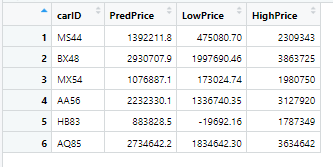 carID PredPrice LowPrice HighPrice
1 MS44 1392211.8 475080.70 2309343
2 BX48 2930707.9 1997690.46 3863725
3 MX54 1076887.1 173024.74 1980750
4 AA56 2232330.1 1336740.35 3127920
5 HB83 883828.5 -19692.16 1787349
6 AQ85 2734642.2 1834642.30 3634642